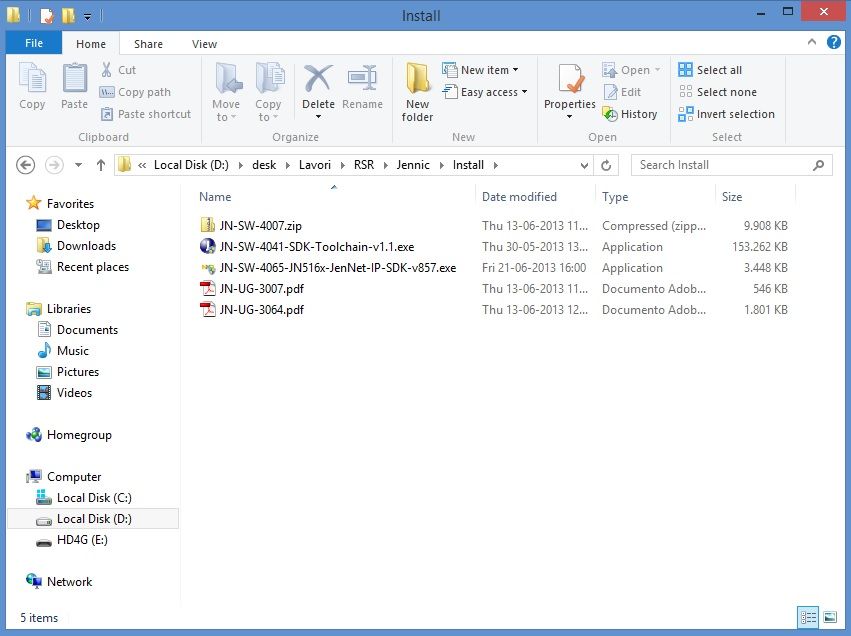 Install
File Home Share View
Copy
Paste
Cut
Copy path
Paste shortcut
Clipboard
Move to
Copy to
Delete
Rename
Organize
New folder
New item
Easy access
New
Properties
Open
Edit
History
Open
Select all
Select none
Invert selection
Select
« Local Disk (D:) desk Lavori RSR Jennic Install
Search Install
Favorites
Desktop
Downloads
Recent places
Libraries
Documents
Music
Pictures
Videos
Homegroup
Computer
Local Disk (C:)
Local Disk (D:)
HD4G (E:)
Network
Name Date modified Type Size
JN-SW-4007.zip Thu 13-06-2013 11... Compressed (zipp... 9.908 KB
JN-SW-4041-SDK-Toolchain-v1.1.exe Thu 30-05-2013 13... Application 153.262 KB
JN-SW-4065-JN516x-JenNet-IP-SDK-v857.exe Fri 21-06-2013 16:00 Application 3.448 KB
JN-UG-3007.pdf Thu 13-06-2013 11... Documento Adob... 546 KB
JN-UG-3064.pdf Thu 13-06-2013 12... Documento Adob... 1.801 KB
5 items